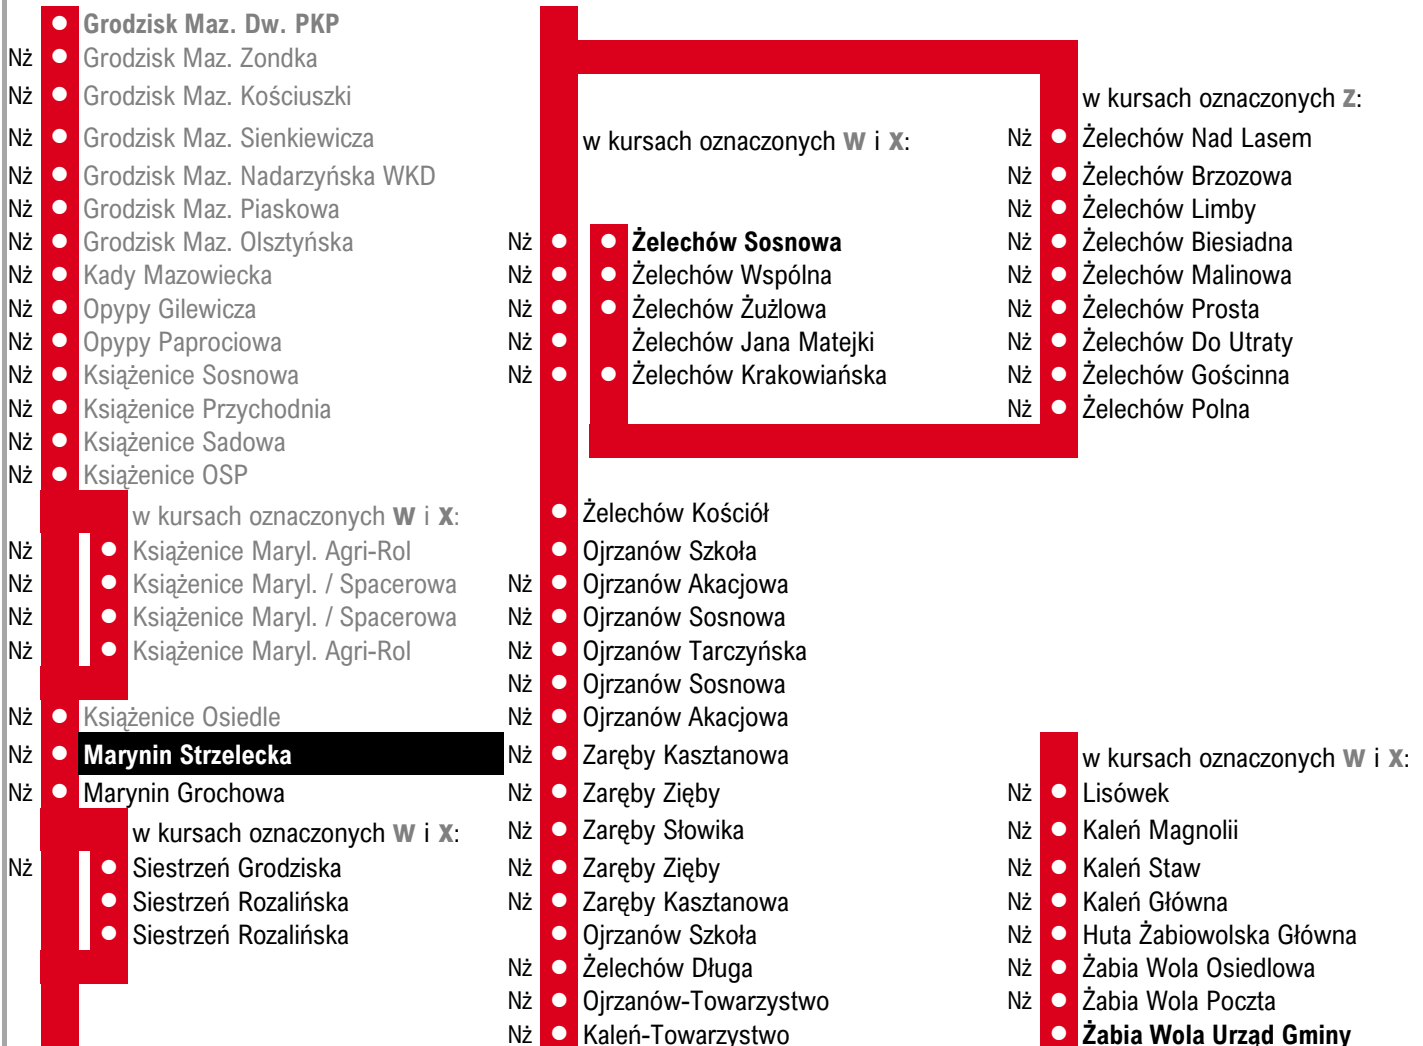 Grodzisk Maz. Dw. PKP
Nż Grodzisk Maz. Zondka
Nż Grodzisk Maz. Kościuszki
Nż Grodzisk Maz. Sienkiewicza
Nż Grodzisk Maz. Nadarzyńska WKD
Nż Grodzisk Maz. Piaskowa
Nż Grodzisk Maz. Olsztyńska
Nż Kady Mazowiecka
Nż Opypy Gilewicza
Nż Opypy Paprociowa
Nż Książenice Sosnowa
Nż Książenice Przychodnia
Nż Książenice Sadowa
Nż Książenice OSP
w kursach oznaczonych W i X:
Nż Książenice Maryl. Agri-Rol
Nż Książenice Maryl. / Spacerowa
Nż Książenice Maryl. / Spacerowa
Nż Książenice Maryl. Agri-Rol
Nż Książenice Osiedle
Nż Marynin Strzelecka
Nż Marynin Grochowa
w kursach oznaczonych W i X:
Nż Siestrzeń Grodziska
Siestrzeń Rozalińska
Siestrzeń Rozalińska
w kursach oznaczonych W i X:
Nż Żelechów Sosnowa
Nż Żelechów Wspólna
Nż Żelechów Żużlowa
Nż Żelechów Jana Matejki
Nż Żelechów Krakowiańska
Żelechów Kościół
Ojrzanów Szkoła
Nż Ojrzanów Akacjowa
Nż Ojrzanów Sosnowa
Nż Ojrzanów Tarczyńska
Nż Ojrzanów Sosnowa
Nż Ojrzanów Akacjowa
Nż Zaręby Kasztanowa
Nż Zaręby Zięby
Nż Zaręby Słowika
Nż Zaręby Zięby
Nż Zaręby Kasztanowa
Ojrzanów Szkoła
Nż Żelechów Długa
Nż Ojrzanów-Towarzystwo
Nż Kaleń-Towarzystwo
w kursach oznaczonych Z:
Nż Żelechów Nad Lasem
Nż Żelechów Brzozowa
Nż Żelechów Limby
Nż Żelechów Biesiadna
Nż Żelechów Malinowa
Nż Żelechów Prosta
Nż Żelechów Do Utraty
Nż Żelechów Gościnna
Nż Żelechów Polna
w kursach oznaczonych W i X:
Nż Lisówek
Nż Kaleń Magnolii
Nż Kaleń Staw
Nż Kaleń Główna
Nż Huta Żabiowolska Główna
Nż Żabia Wola Osiedlowa
Nż Żabia Wola Poczta
Żabia Wola Urząd Gminy